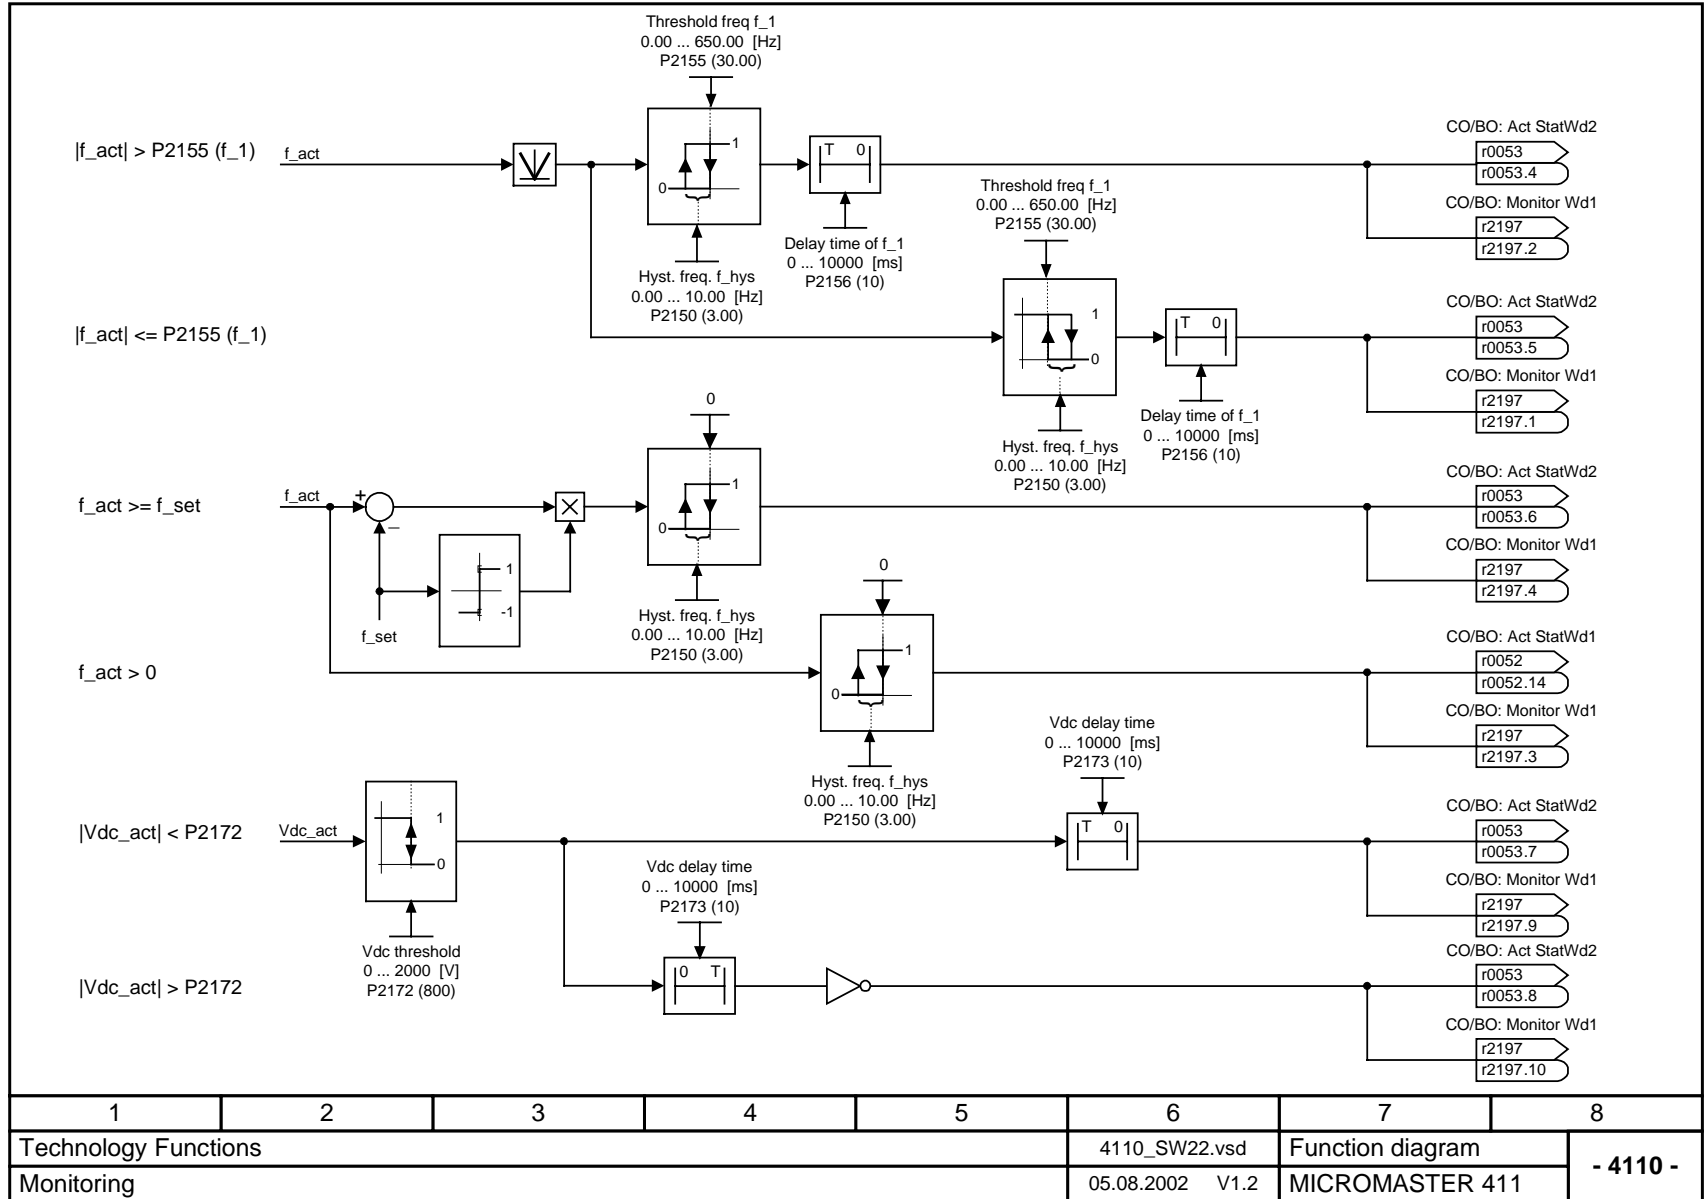 Threshold freq f_1
0.00 ... 650.00 [Hz]
P2155 (30.00)
|f_act| > P2155 (f_1)
f_act
1
0
T 0
Delay time of f_1
0 ... 10000 [ms]
P2156 (10)
Hyst. freq. f_hys
0.00 ... 10.00 [Hz]
P2150 (3.00)
CO/BO: Act StatWd2
r0053
r0053.4
CO/BO: Monitor Wd1
r2197
r2197.2
|f_act| <= P2155 (f_1)
Threshold freq f_1
0.00 ... 650.00 [Hz]
P2155 (30.00)
1
0
T 0
Delay time of f_1
0 ... 10000 [ms]
P2156 (10)
Hyst. freq. f_hys
0.00 ... 10.00 [Hz]
P2150 (3.00)
CO/BO: Act StatWd2
r0053
r0053.5
CO/BO: Monitor Wd1
r2197
r2197.1
f_act >= f_set
f_act
+
–
f_set
1
-1
0
1
0
Hyst. freq. f_hys
0.00 ... 10.00 [Hz]
P2150 (3.00)
CO/BO: Act StatWd2
r0053
r0053.6
CO/BO: Monitor Wd1
r2197
r2197.4
f_act > 0
0
1
0
Hyst. freq. f_hys
0.00 ... 10.00 [Hz]
P2150 (3.00)
CO/BO: Act StatWd1
r0052
r0052.14
CO/BO: Monitor Wd1
r2197
r2197.3
|Vdc_act| < P2172
Vdc_act
1
0
Vdc threshold
0 ... 2000 [V]
P2172 (800)
Vdc delay time
0 ... 10000 [ms]
P2173 (10)
T 0
CO/BO: Act StatWd2
r0053
r0053.7
CO/BO: Monitor Wd1
r2197
r2197.9
|Vdc_act| > P2172
Vdc delay time
0 ... 10000 [ms]
P2173 (10)
0 T
CO/BO: Act StatWd2
r0053
r0053.8
CO/BO: Monitor Wd1
r2197
r2197.10
1 2 3 4 5 6 7 8
Technology Functions 4110_SW22.vsd Function diagram
- 4110 -
Monitoring 05.08.2002 V1.2 MICROMASTER 411